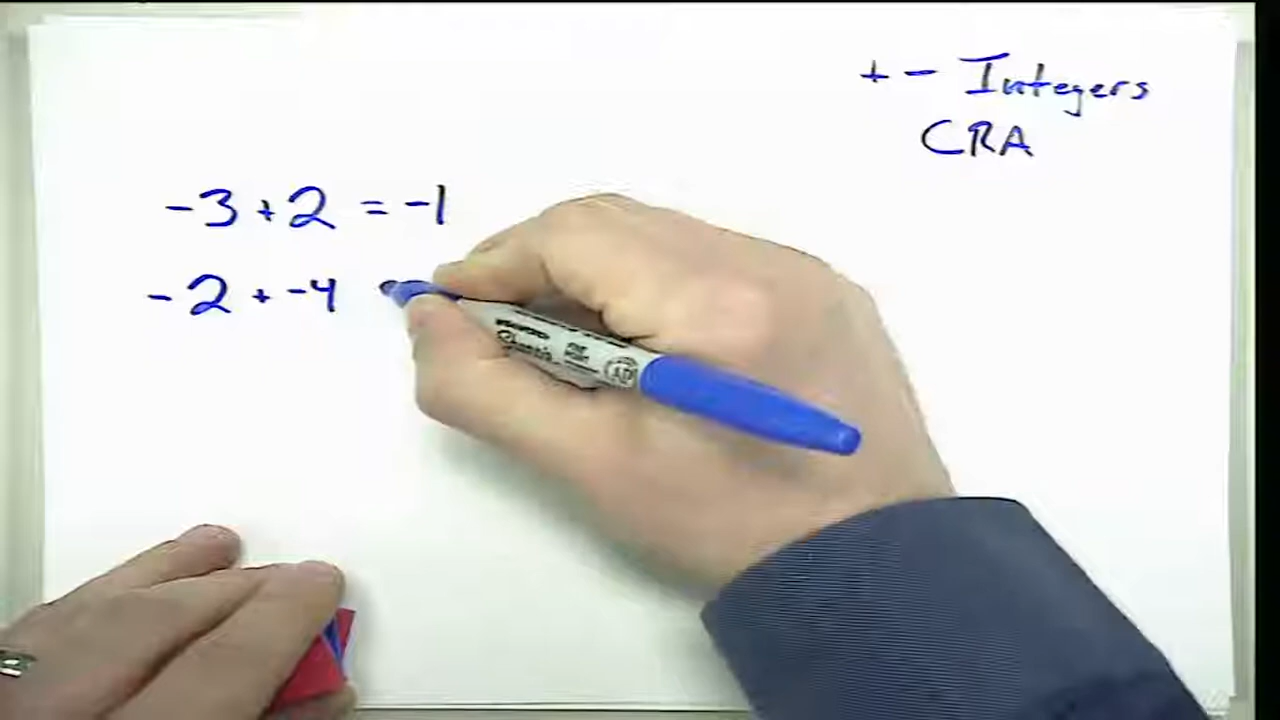 + - Integers
CRA
-3+2 = -1
-2 + -4